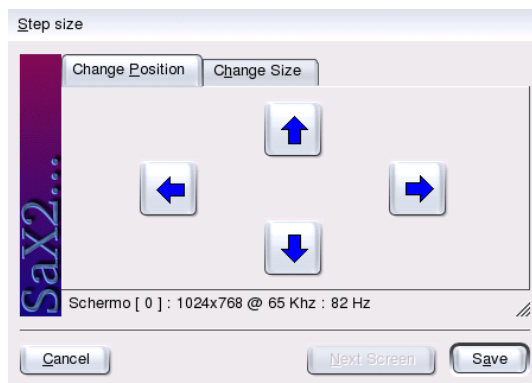 Step size
Change Position
Change Size
SaX2...
Schermo [ 0 ] : 1024x768 @ 65 Khz : 82 Hz
Cancel
Next Screen
Save